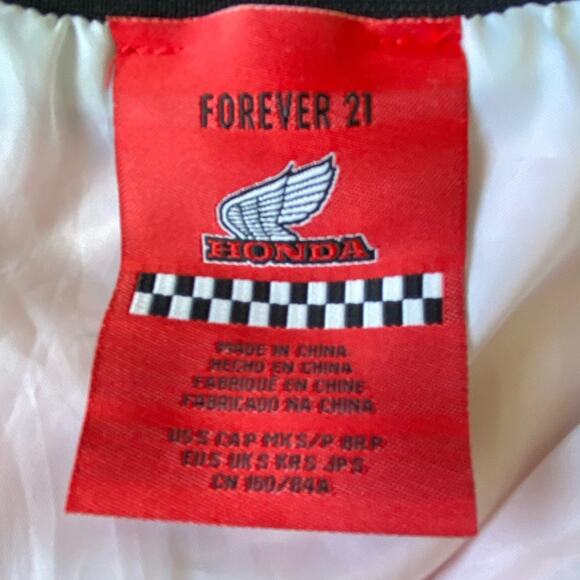 FOREVER 21
HONDA
MADE IN CHINA
HECHO EN CHINA
FABRIQUÉ EN CHINE
FABRICADO NA CHINA
US S CA P MX S/P BR P
EU S UK S KR S JP S
CN 160/84A